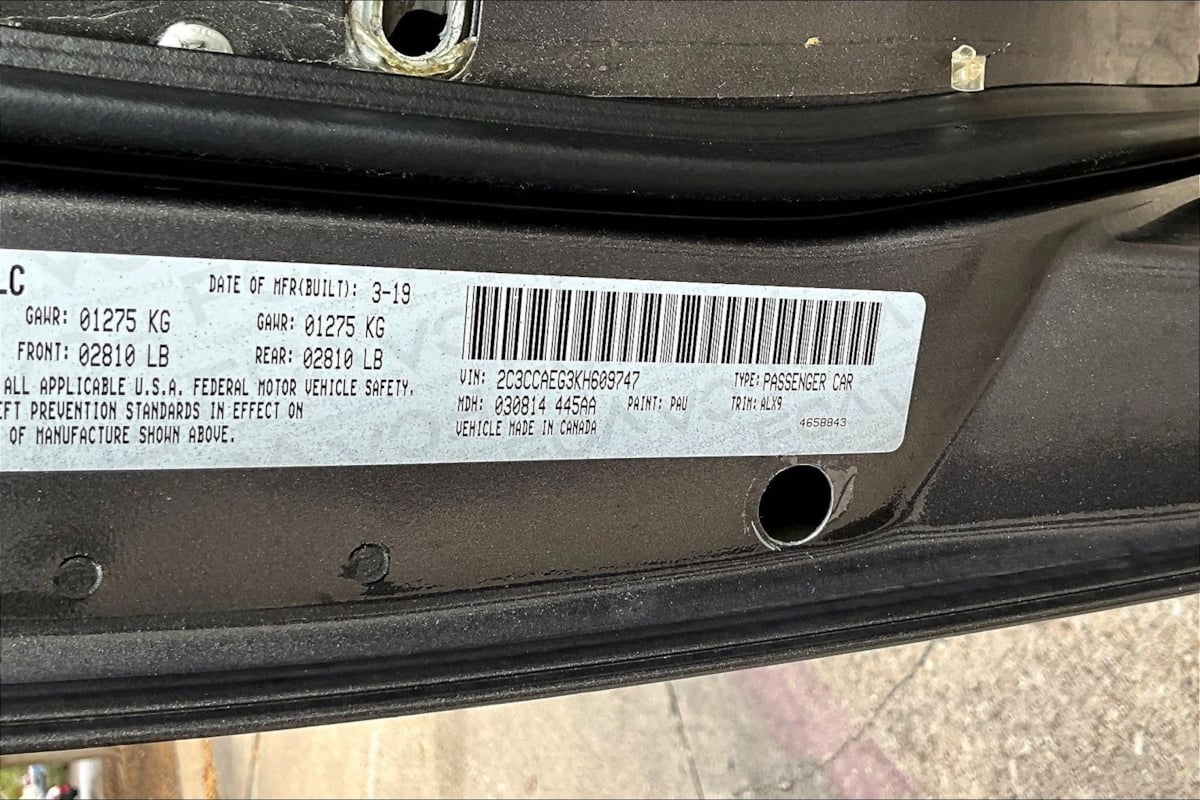 LC
DATE OF MFR(BUILT): 3-19
GAWR: 01275 KG GAWR: 01275 KG
FRONT: 02810 LB REAR: 02810 LB
ALL APPLICABLE U.S.A. FEDERAL MOTOR VEHICLE SAFETY,
EFT PREVENTION STANDARDS IN EFFECT ON
OF MANUFACTURE SHOWN ABOVE.
VIN: 2C3CCAEG3KH609747 TYPE: PASSENGER CAR
MDH: 030814 445AA PAINT: PAU TRIM: ALX9
VEHICLE MADE IN CANADA 4658843